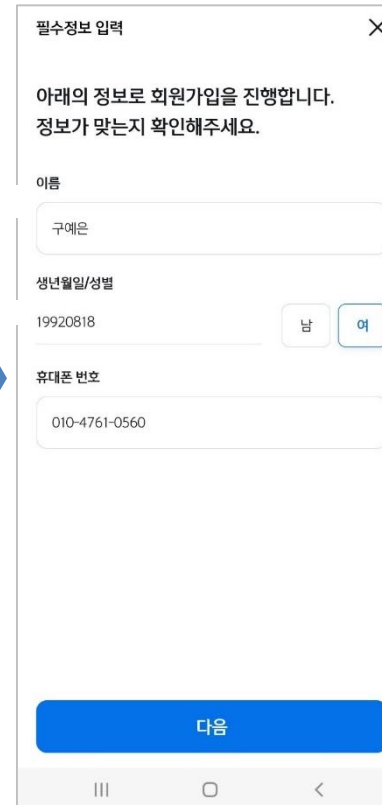 필수정보 입력
아래의 정보로 회원가입을 진행합니다.
정보가 맞는지 확인해주세요.
이름
구예은
생년월일/성별
19920818
남 여
휴대폰 번호
010-4761-0560
다음